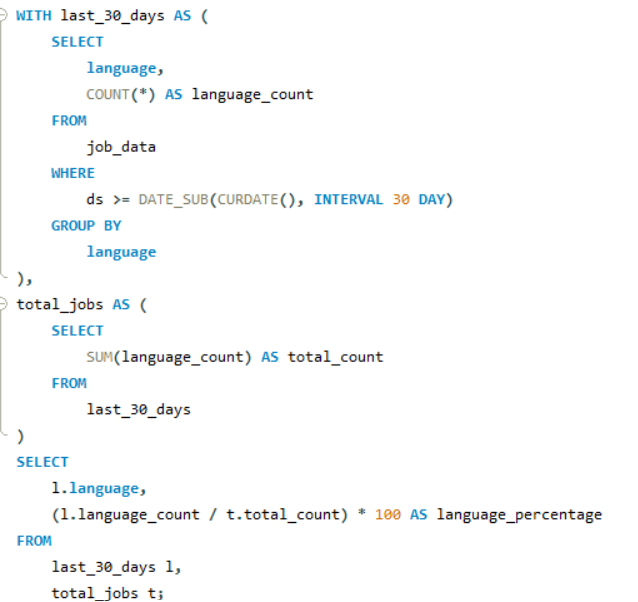 WITH last_30_days AS (
    SELECT
        language,
        COUNT(*) AS language_count
    FROM
        job_data
    WHERE
        ds >= DATE_SUB(CURDATE(), INTERVAL 30 DAY)
    GROUP BY
        language
),
total_jobs AS (
    SELECT
        SUM(language_count) AS total_count
    FROM
        last_30_days
)
SELECT
    l.language,
    (l.language_count / t.total_count) * 100 AS language_percentage
FROM
    last_30_days l,
    total_jobs t;